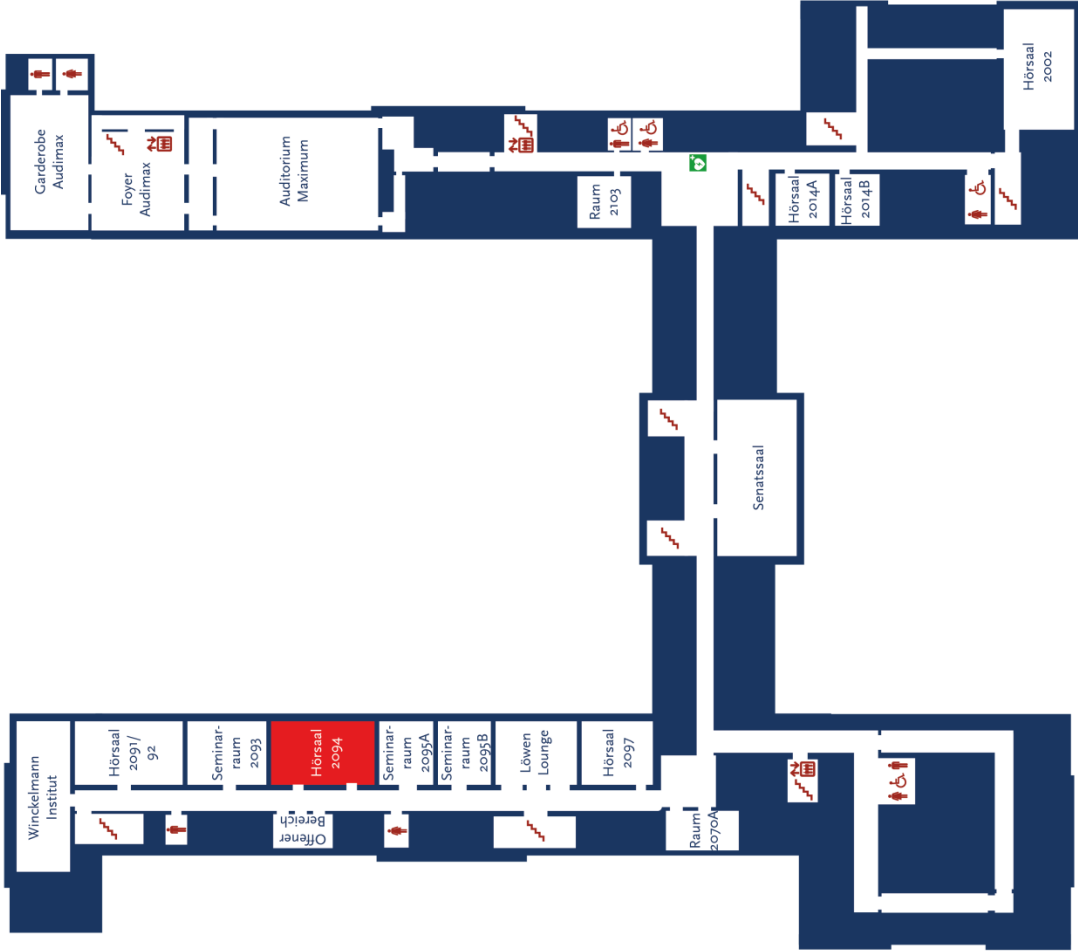 Hörsaal
2002
Garderobe
Audimax
Foyer
Audimax
Auditorium
Maximum
Raum
2103
Hörsaal
2014A
Hörsaal
2014B
Senatssaal
Winckelmann
Institut
Hörsaal
2091/
92
Seminar-
raum
2093
Hörsaal
2094
Seminar-
raum
2095A
Seminar-
raum
2095B
Löwen
Lounge
Hörsaal
2097
Offener
Bereich
Raum
2070A